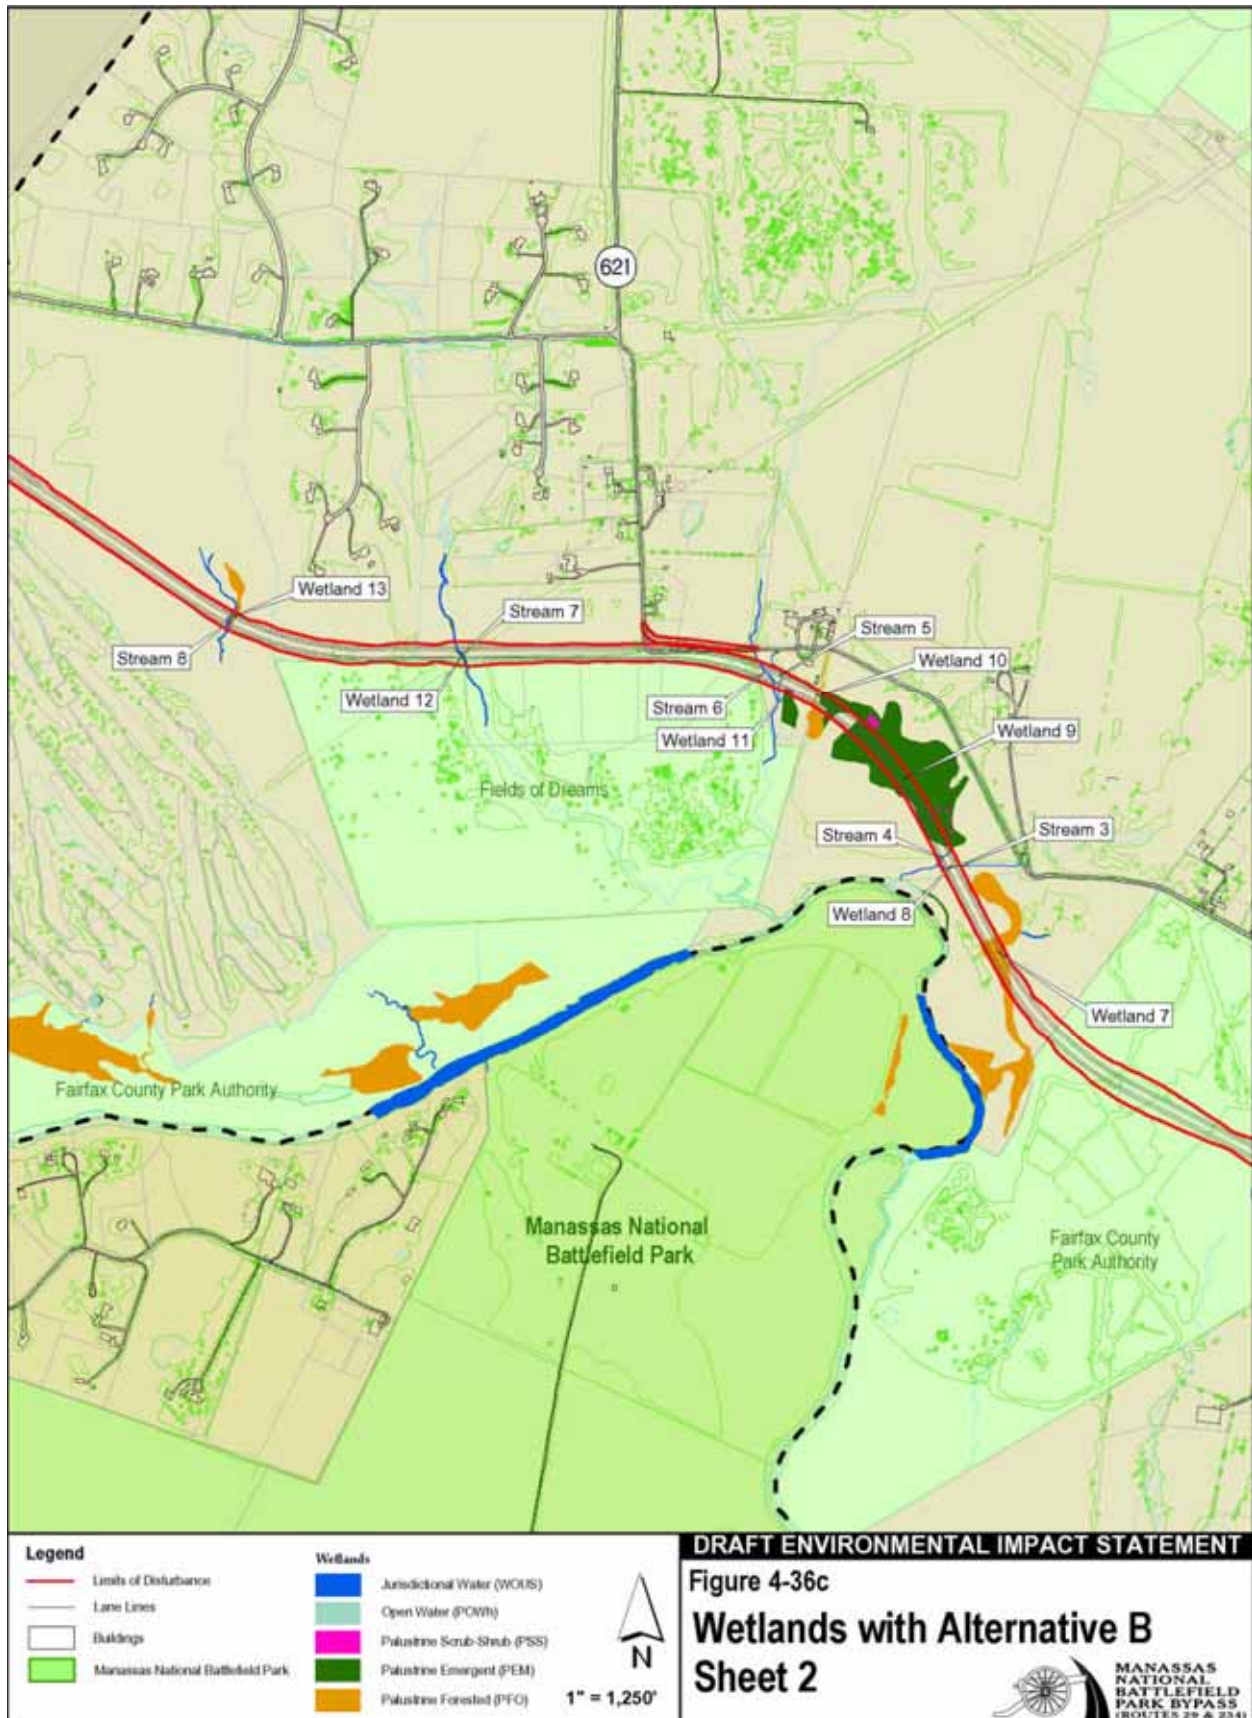 621
Wetland 13
Stream 7
Stream 5
Stream 8
Wetland 10
Wetland 12
Stream 6
Wetland 11
Wetland 9
Fields of Dreams
Stream 4
Stream 3
Wetland 8
Wetland 7
Fairfax County Park Authority
Manassas National
Battlefield Park
Fairfax County
Park Authority
Legend
Limits of Disturbance
Lane Lines
Buildings
Manassas National Battlefield Park
Wetlands
Jurisdictional Water (WOUS)
Open Water (POWh)
Palustrine Scrub-Shrub (PSS)
Palustrine Emergent (PEM)
Palustrine Forested (PFO)
N
1" = 1,250'
DRAFT ENVIRONMENTAL IMPACT STATEMENT
Figure 4-36c
Wetlands with Alternative B
Sheet 2
MANASSAS
NATIONAL
BATTLEFIELD
PARK BYPASS
(ROUTES 29 & 234)